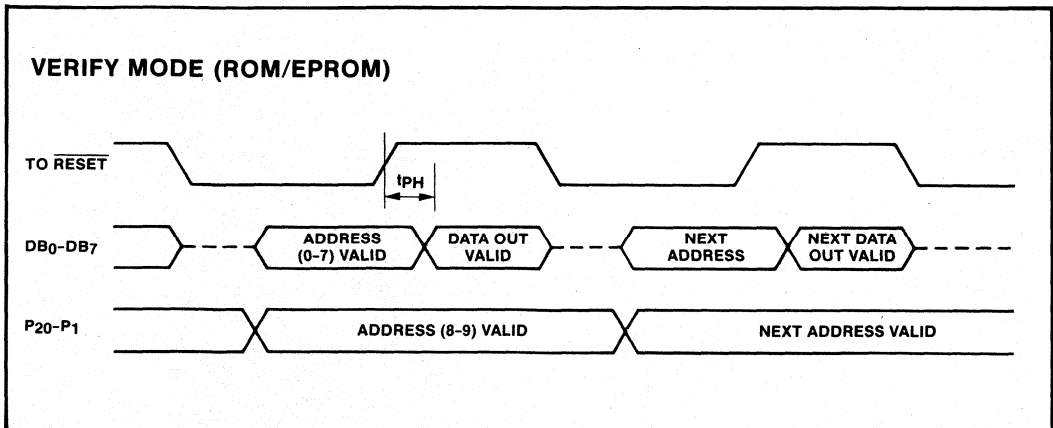 VERIFY MODE (ROM/EPROM)
TO RESET
tPH
DB0-DB7
ADDRESS
(0-7) VALID
DATA OUT
VALID
NEXT
ADDRESS
NEXT DATA
OUT VALID
P20-P1
ADDRESS (8-9) VALID
NEXT ADDRESS VALID